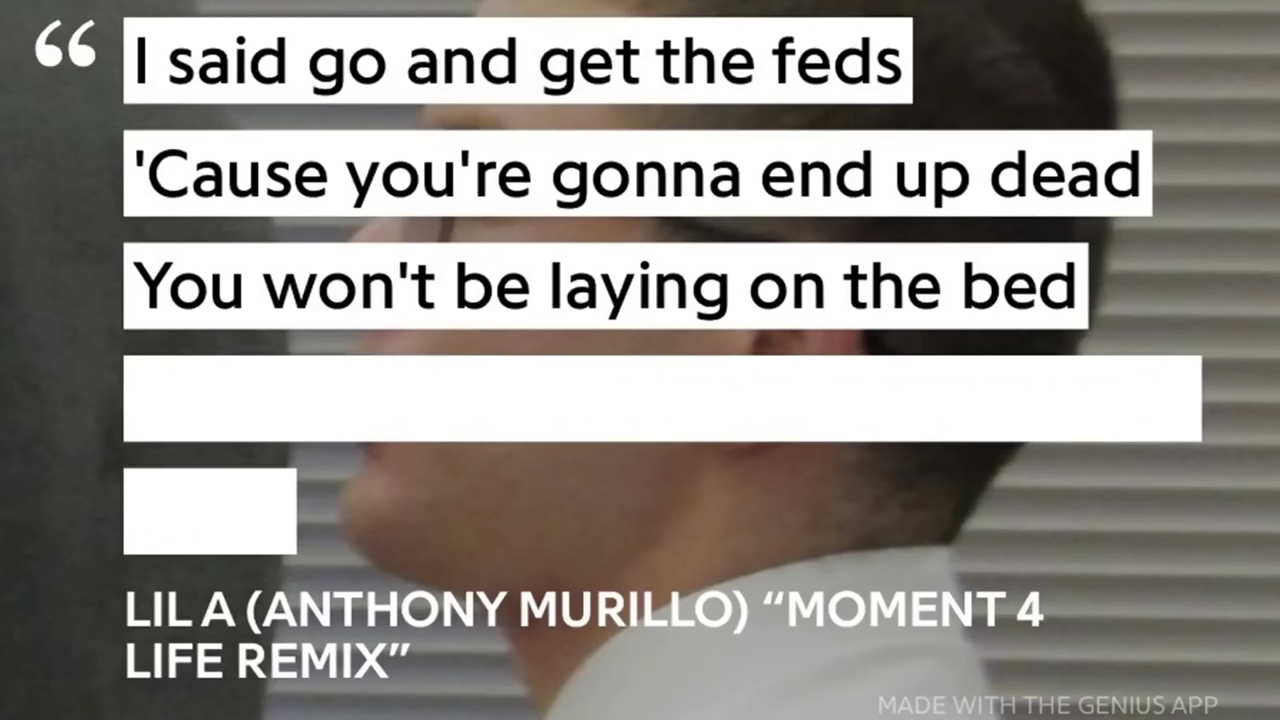 “
I said go and get the feds
'Cause you're gonna end up dead
You won't be laying on the bed
LIL A (ANTHONY MURILLO) “MOMENT 4
LIFE REMIX”
MADE WITH THE GENIUS APP